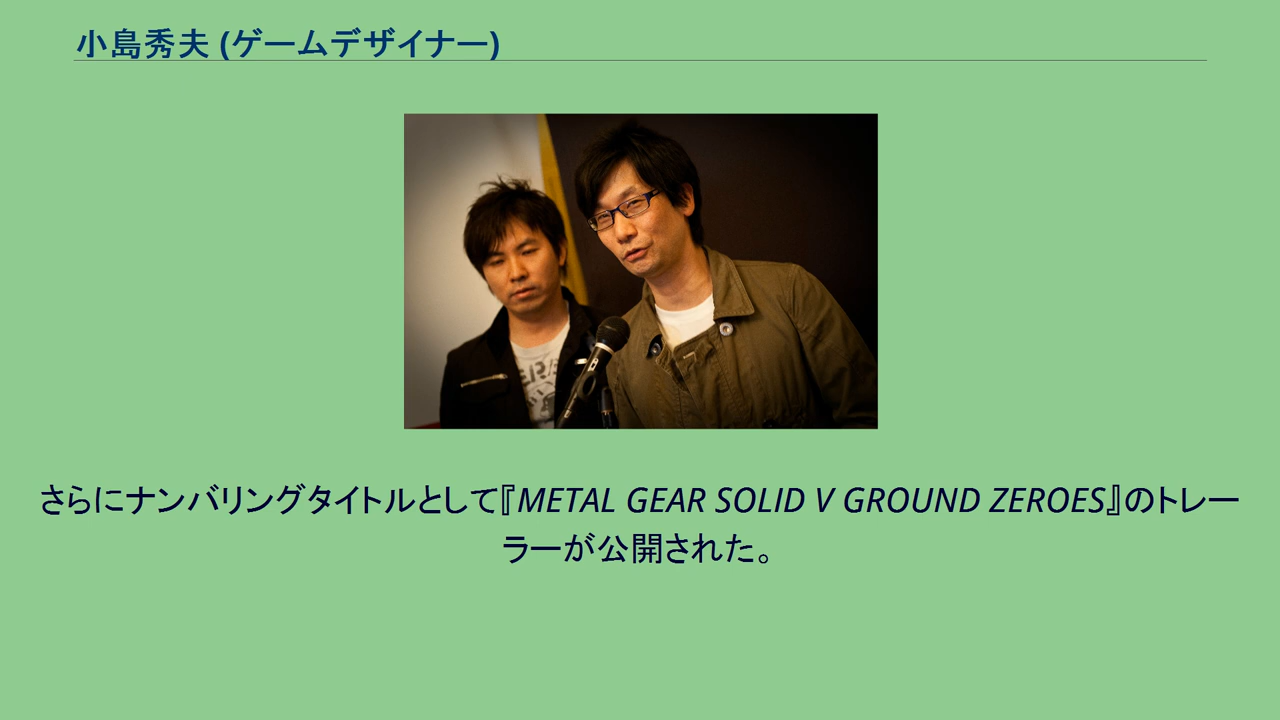 小島秀夫 (ゲームデザイナー)
さらにナンバリングタイトルとして『METAL GEAR SOLID V GROUND ZEROES』のトレー
ラーが公開された。